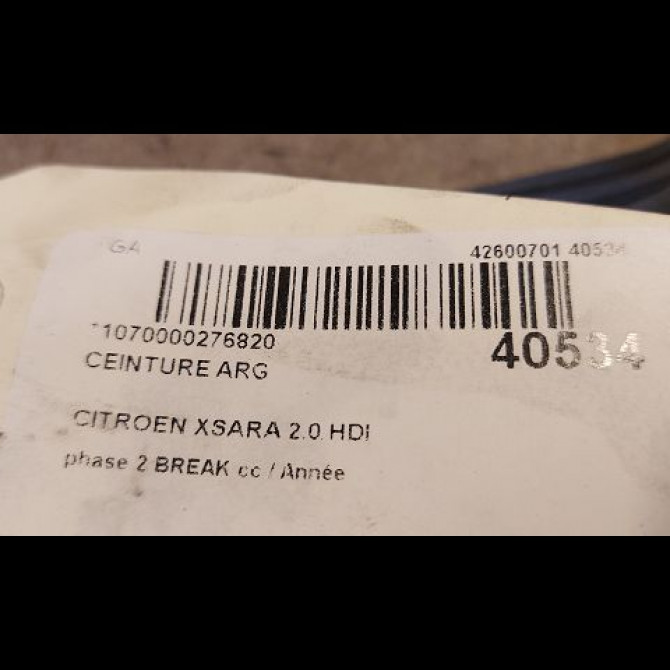 GA 42600701 40534
1070000276820
40534
CEINTURE ARG
CITROEN XSARA 2.0 HDI
phase 2 BREAK cc / Année